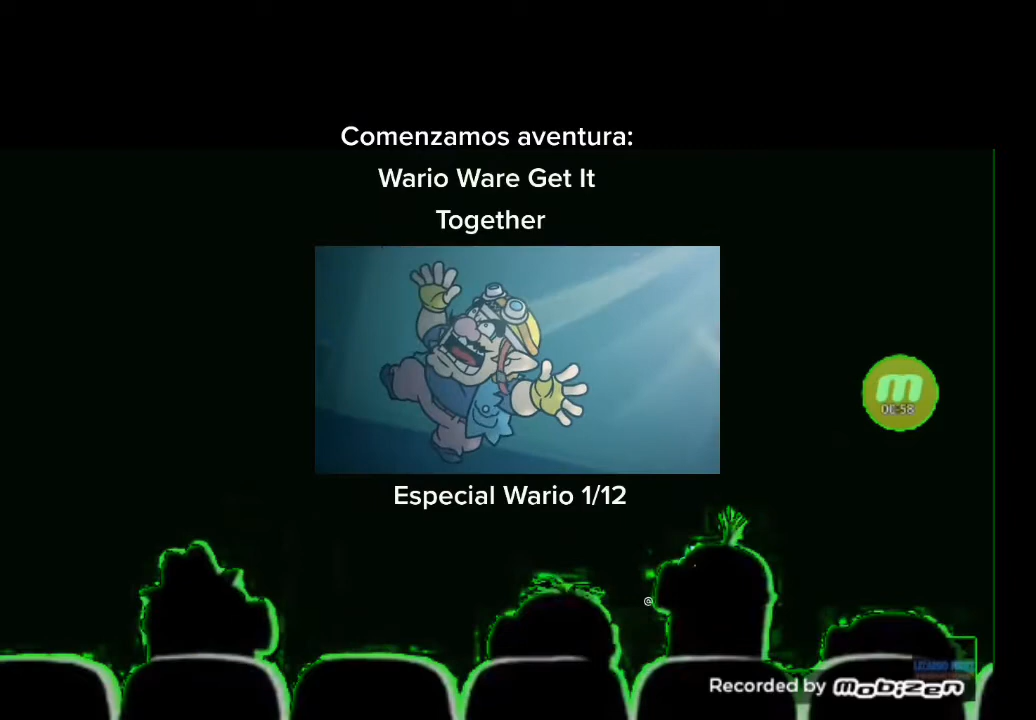 Comenzamos aventura:
Wario Ware Get It
Together
Especial Wario 1/12
@
Recorded by Mobizen